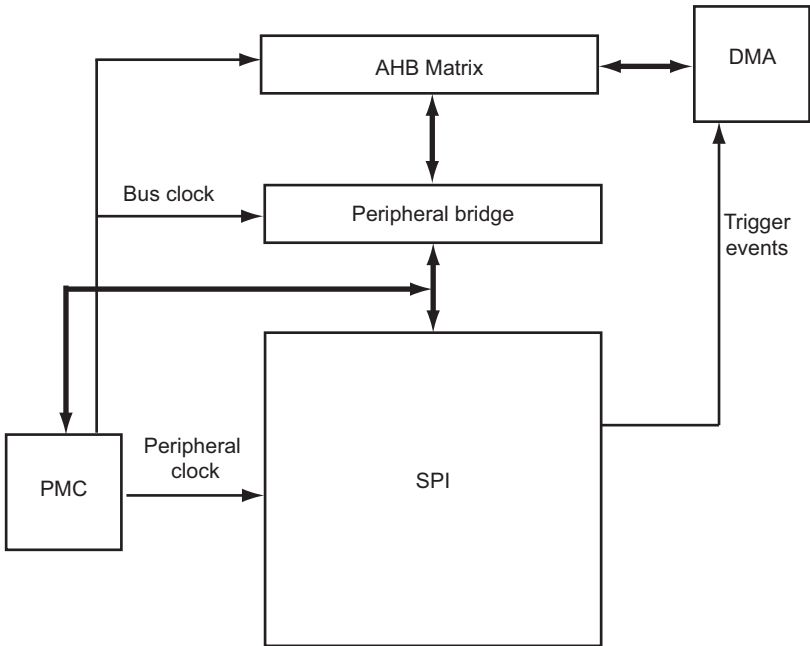 AHB Matrix
DMA
Bus clock
Peripheral bridge
Trigger
events
Peripheral
clock
PMC
SPI